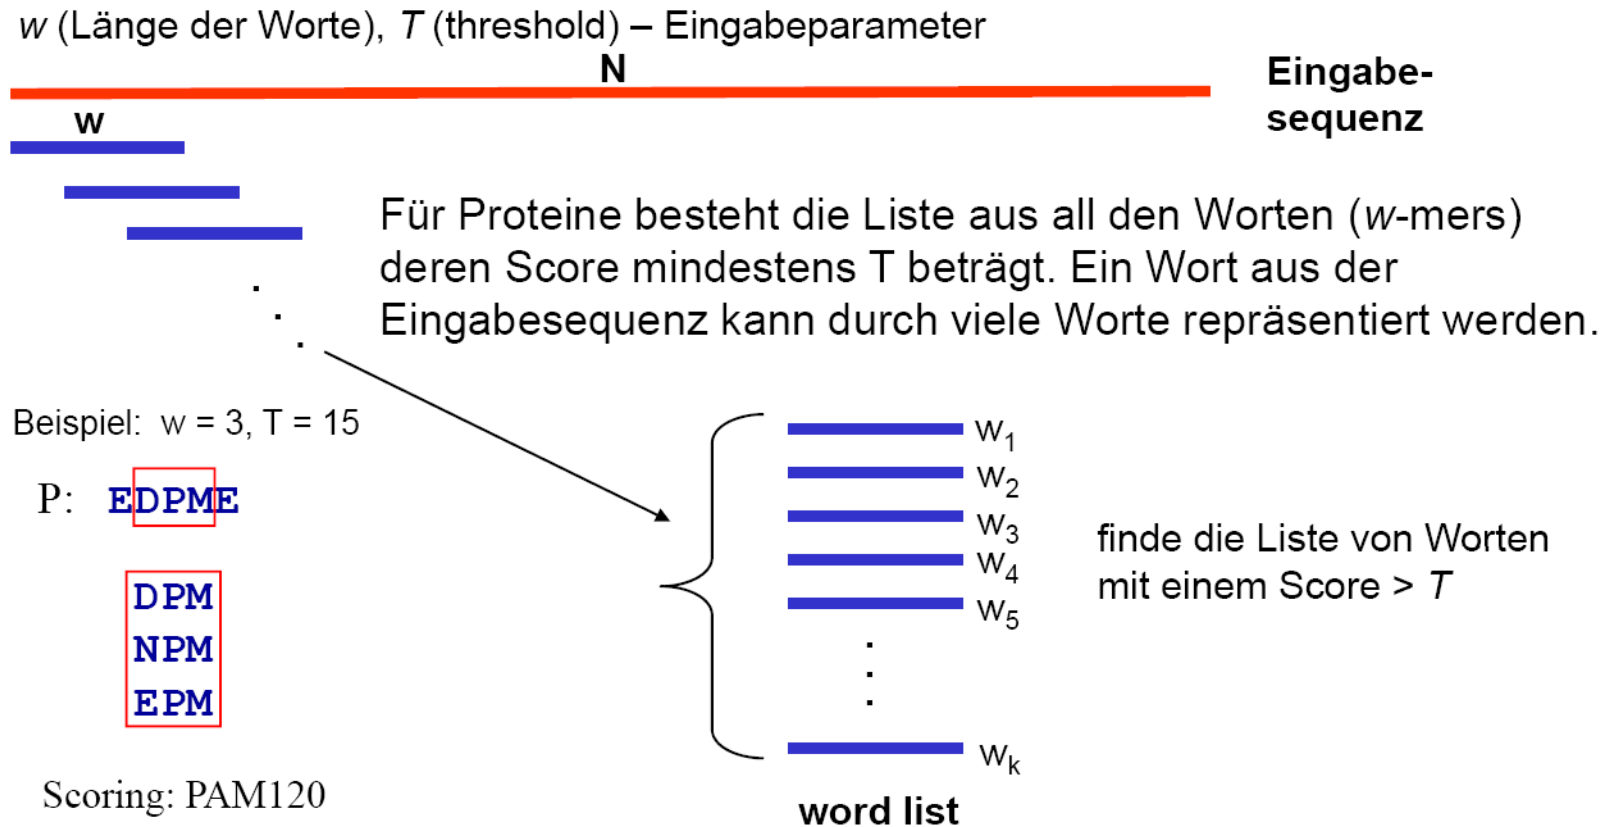 w (Länge der Worte), T (threshold) – Eingabeparameter
N
Eingabe-
sequenz
w
Für Proteine besteht die Liste aus all den Worten (w-mers)
deren Score mindestens T beträgt. Ein Wort aus der
Eingabesequenz kann durch viele Worte repräsentiert werden.
Beispiel: w = 3, T = 15
P: EDPME
DPM
NPM
EPM
Scoring: PAM120
w1
w2
w3
w4
w5
wk
word list
finde die Liste von Worten
mit einem Score > T